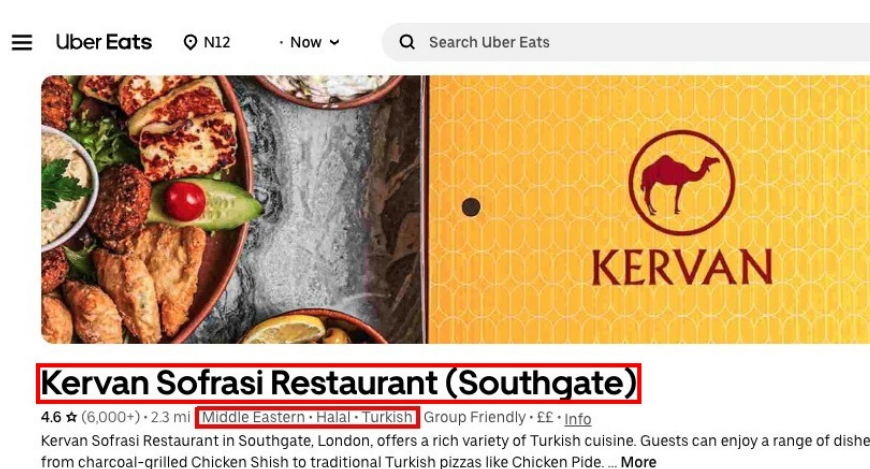 Uber Eats N12 · Now Search Uber Eats
KERVAN
Kervan Sofrasi Restaurant (Southgate)
4.6 ★ (6,000+) • 2.3 mi Middle Eastern • Halal • Turkish Group Friendly • ££ • Info
Kervan Sofrasi Restaurant in Southgate, London, offers a rich variety of Turkish cuisine. Guests can enjoy a range of dishe
from charcoal-grilled Chicken Shish to traditional Turkish pizzas like Chicken Pide. ... More